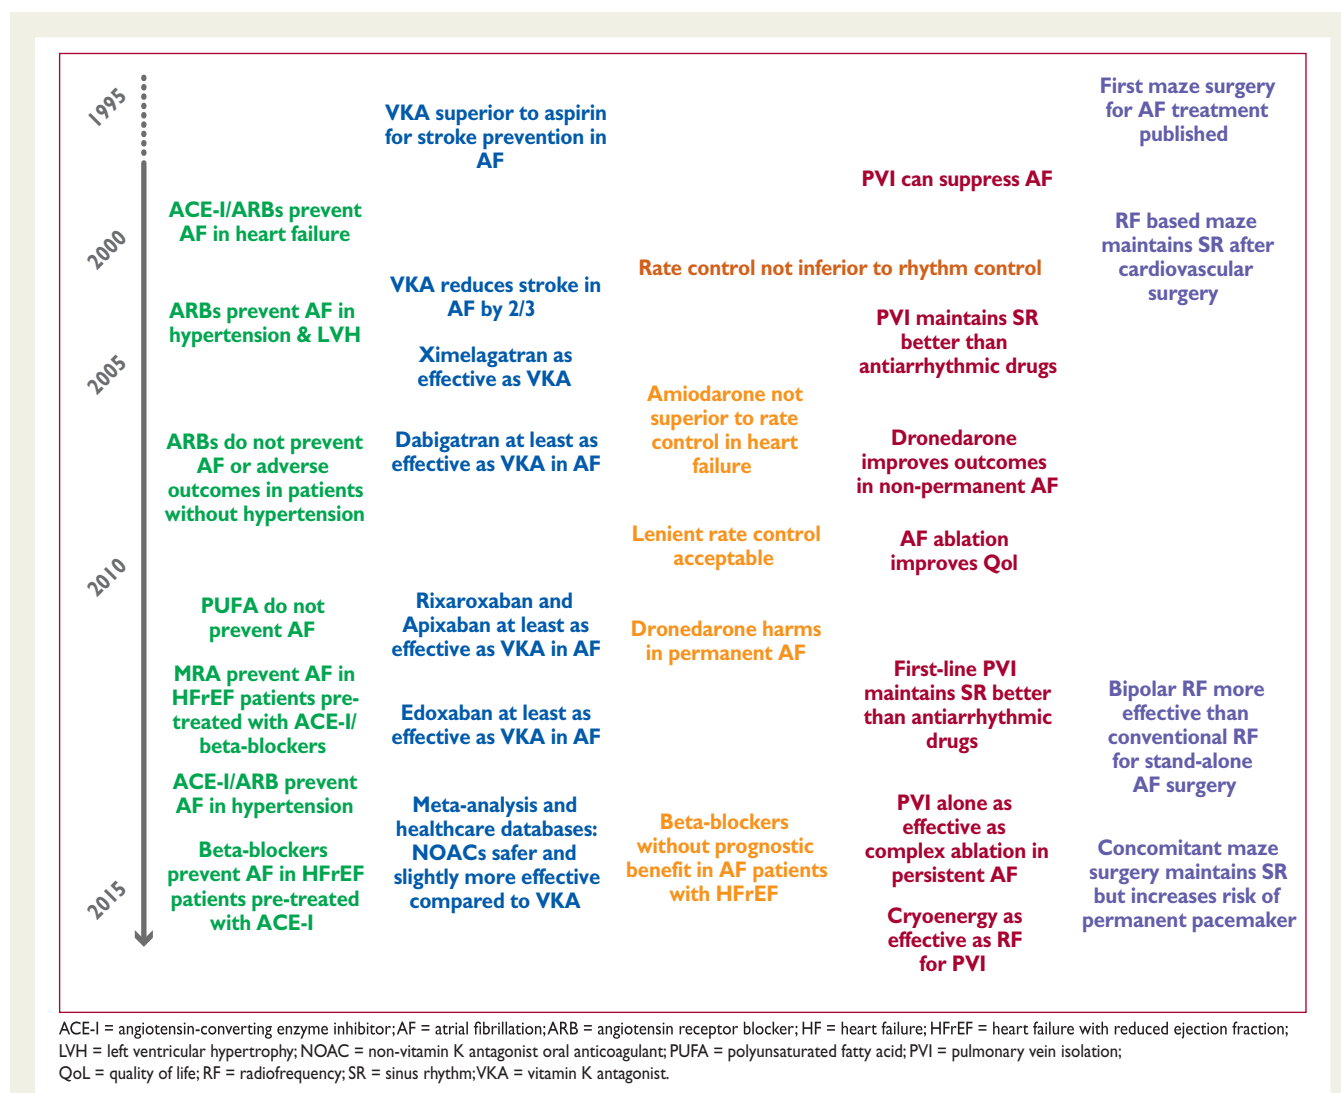 1995
2000
2005
2010
2015
ACE-I/ARBs prevent
AF in heart failure
ARBs prevent AF in
hypertension & LVH
ARBs do not prevent
AF or adverse
outcomes in patients
without hypertension
PUFA do not
prevent AF
MRA prevent AF in
HFrEF patients pre-
treated with ACE-I/
beta-blockers
ACE-I/ARB prevent
AF in hypertension
Beta-blockers
prevent AF in HFrEF
patients pre-treated
with ACE-I
VKA superior to aspirin
for stroke prevention in
AF
VKA reduces stroke in
AF by 2/3
Ximelagatran as
effective as VKA
Dabigatran at least as
effective as VKA in AF
Rixaroxaban and
Apixaban at least as
effective as VKA in AF
Edoxaban at least as
effective as VKA in AF
Meta-analysis and
healthcare databases:
NOACs safer and
slightly more effective
compared to VKA
Rate control not inferior to rhythm control
Amiodarone not
superior to rate
control in heart
failure
Lenient rate control
acceptable
Dronedarone harms
in permanent AF
Beta-blockers
without prognostic
benefit in AF patients
with HFrEF
PVI can suppress AF
PVI maintains SR
better than
antiarrhythmic drugs
Dronedarone
improves outcomes
in non-permanent AF
AF ablation
improves Qol
First-line PVI
maintains SR better
than antiarrhythmic
drugs
PVI alone as
effective as
complex ablation in
persistent AF
Cryoenergy as
effective as RF
for PVI
First maze surgery
for AF treatment
published
RF based maze
maintains SR after
cardiovascular
surgery
Bipolar RF more
effective than
conventional RF
for stand-alone
AF surgery
Concomitant maze
surgery maintains SR
but increases risk of
permanent pacemaker
ACE-I = angiotensin-converting enzyme inhibitor; AF = atrial fibrillation; ARB = angiotensin receptor blocker; HF = heart failure; HFrEF = heart failure with reduced ejection fraction;
LVH = left ventricular hypertrophy; NOAC = non-vitamin K antagonist oral anticoagulant; PUFA = polyunsaturated fatty acid; PVI = pulmonary vein isolation;
QoL = quality of life; RF = radiofrequency; SR = sinus rhythm; VKA = vitamin K antagonist.